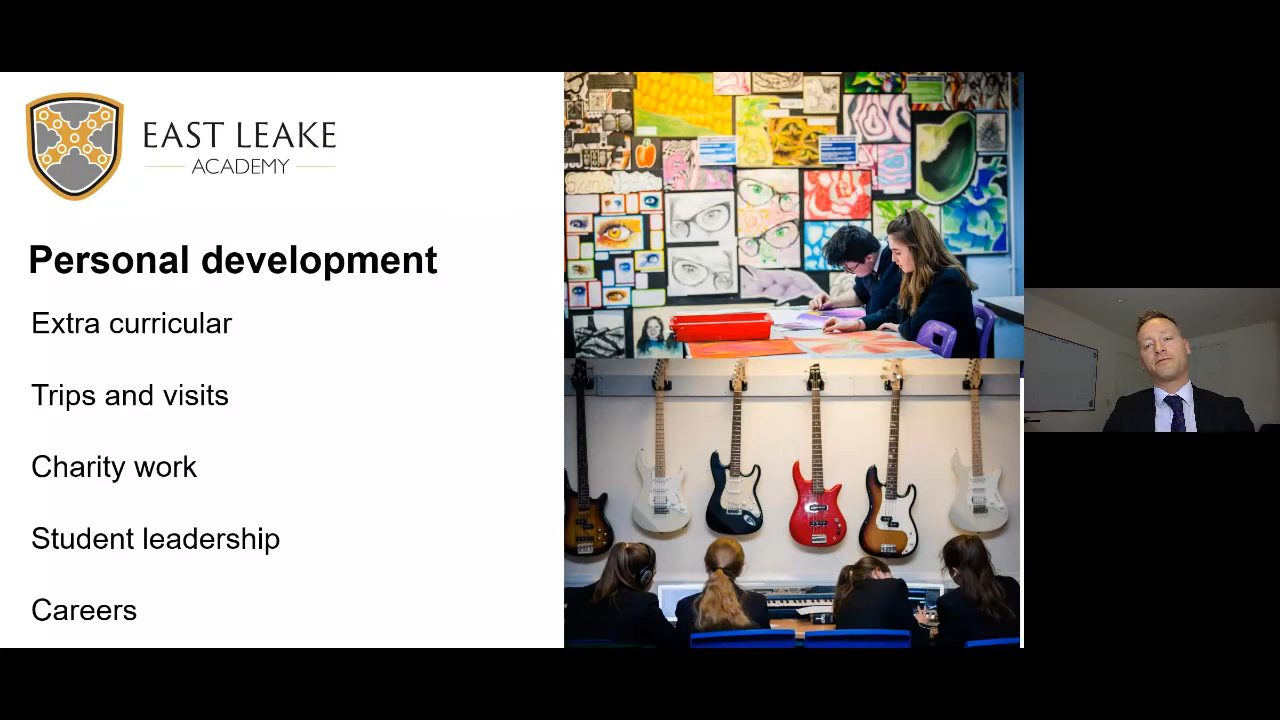 EAST LEAKE
ACADEMY
Personal development
Extra curricular
Trips and visits
Charity work
Student leadership
Careers